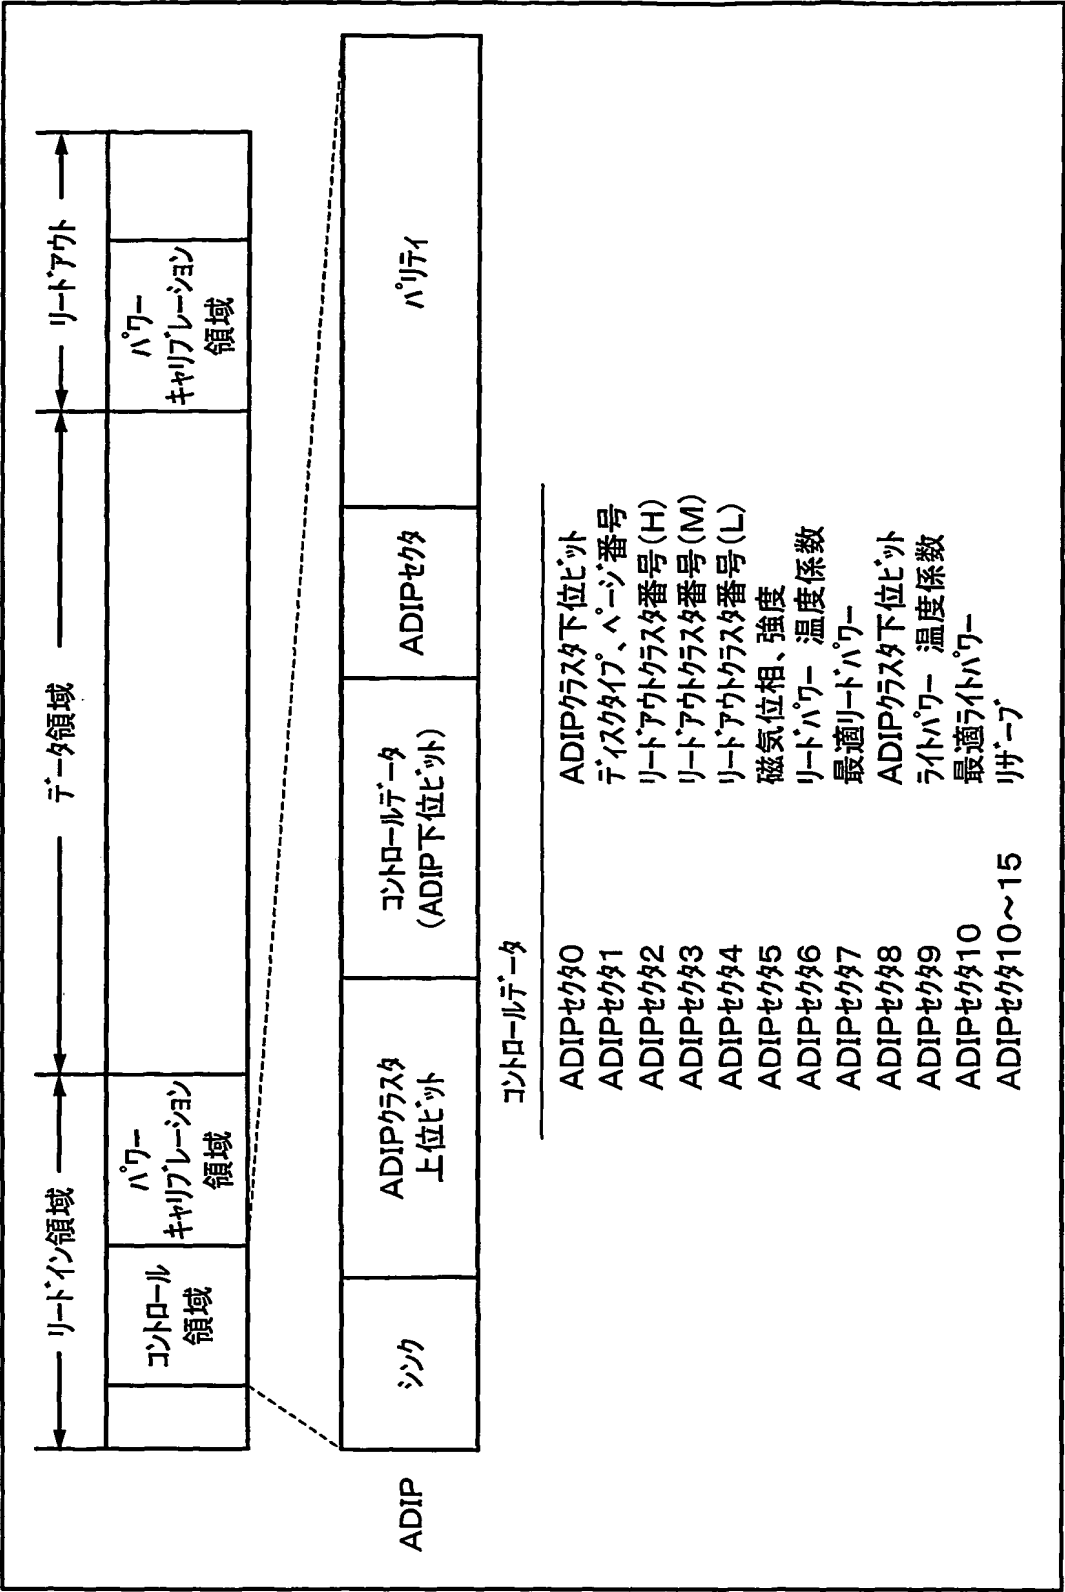 リードイン領域
データ領域
リードアウト
コントロール
領域
パワー
キャリブレーション
領域
パワー
キャリブレーション
領域
ADIP
シンク
ADIPクラスタ
上位ビット
コントロールデータ
(ADIP下位ビット)
ADIPセクタ
パリティ
コントロールデータ
ADIPセクタ0 ADIPクラスタ下位ビット
ADIPセクタ1 ディスクタイプ、ページ番号
ADIPセクタ2 リードアウトクラスタ番号(H)
ADIPセクタ3 リードアウトクラスタ番号(M)
ADIPセクタ4 リードアウトクラスタ番号(L)
ADIPセクタ5 磁気位相、強度
ADIPセクタ6 リードパワー 温度係数
ADIPセクタ7 最適リードパワー
ADIPセクタ8 ADIPクラスタ下位ビット
ADIPセクタ9 ライトパワー 温度係数
ADIPセクタ10 最適ライトパワー
ADIPセクタ10～15 リザーブ